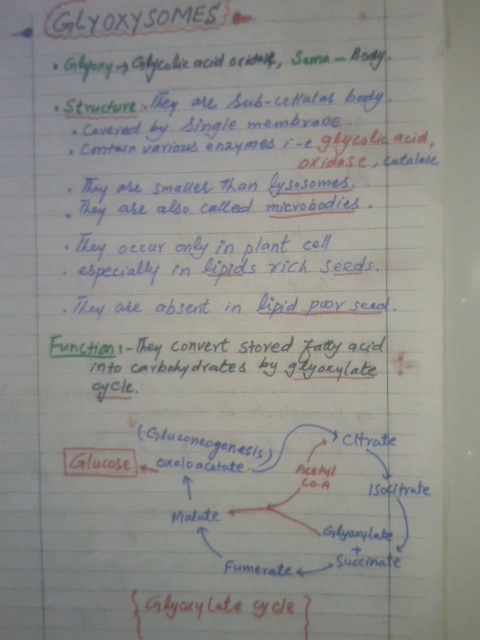 GLYOXYSOMES
• Glyoxy → Glycolic acid oxidase, Soma - Body.
• Structure :- They are sub-cellular body.
• Covered by single membrane.
• Contain various enzymes i-e glycolic acid,
oxidase, catalase
• They are smaller than lysosomes.
• They are also called microbodies.
• They occur only in plant cell
• especially in lipids rich seeds.
• They are absent in lipid poor seed.
Function:- They convert stored fatty acid
into carbohydrates by glyoxylate
cycle.
(Gluconeogenesis)
Citrate
Glucose
oxaloacetate
Acetyl
Co.A
Isocitrate
Malate
Glyoxylate
+
Succinate
Fumerate
{Glyoxylate cycle}